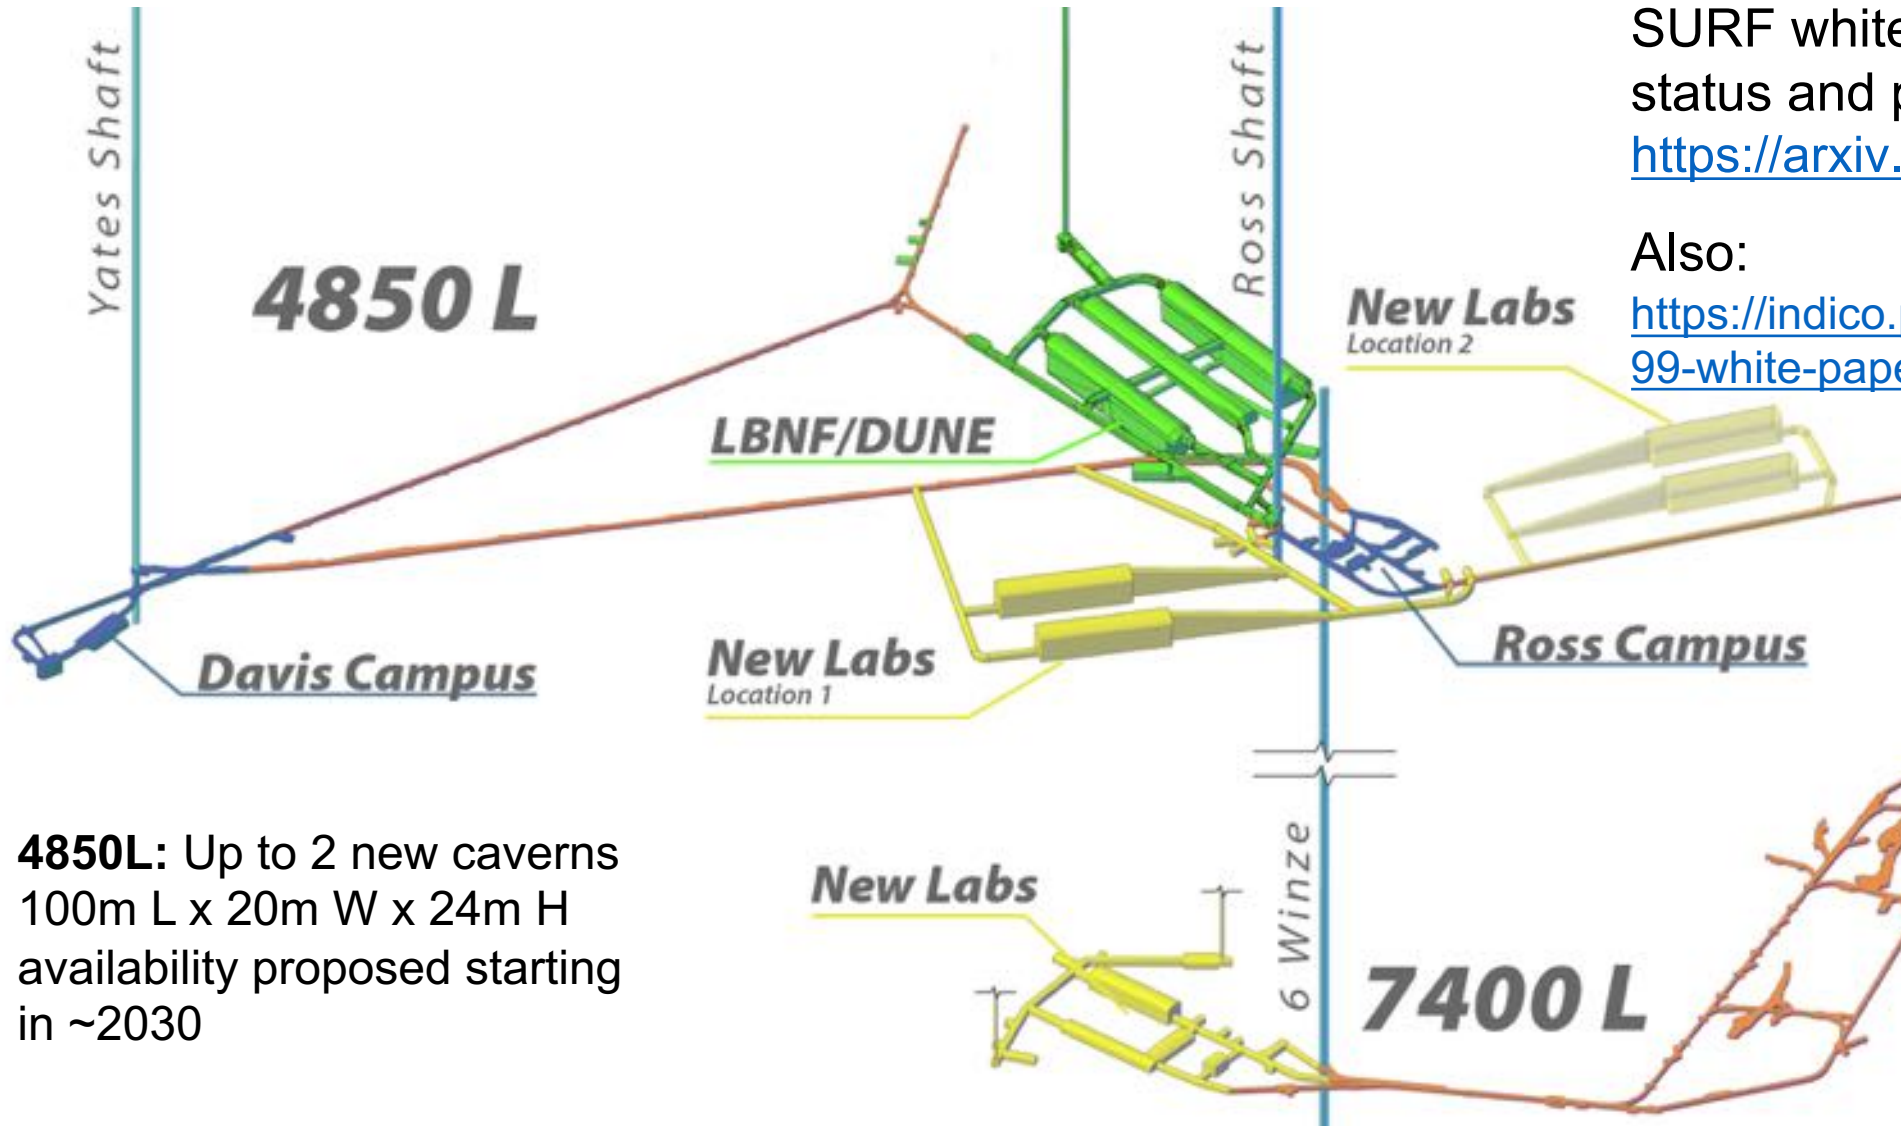 Yates Shaft
4850 L
Ross Shaft
SURF white
status and p
https://arxiv.
Also:
https://indico.p
99-white-pape
New Labs
Location 2
LBNF/DUNE
Davis Campus
New Labs
Location 1
Ross Campus
4850L: Up to 2 new caverns
100m L x 20m W x 24m H
availability proposed starting
in ~2030
New Labs
6 Winze
7400 L